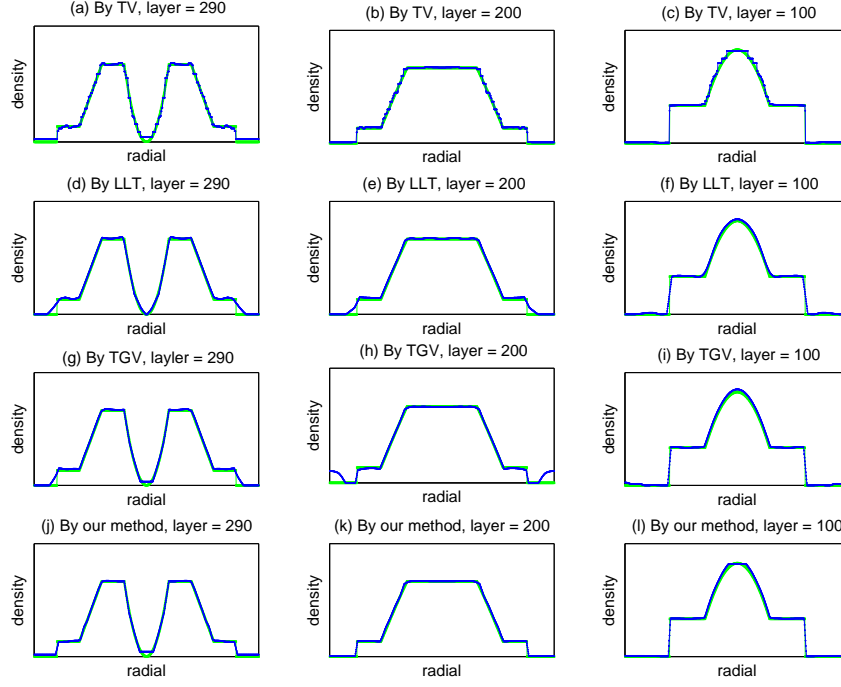 (a) By TV, layer = 290
(b) By TV, layer = 200
(c) By TV, layer = 100
density
density
density
radial
radial
radial
(d) By LLT, layer = 290
(e) By LLT, layer = 200
(f) By LLT, layer = 100
density
density
density
radial
radial
radial
(g) By TGV, layler = 290
(h) By TGV, layer = 200
(i) By TGV, layer = 100
density
density
density
radial
radial
radial
(j) By our method, layer = 290
(k) By our method, layer = 200
(l) By our method, layer = 100
density
density
density
radial
radial
radial